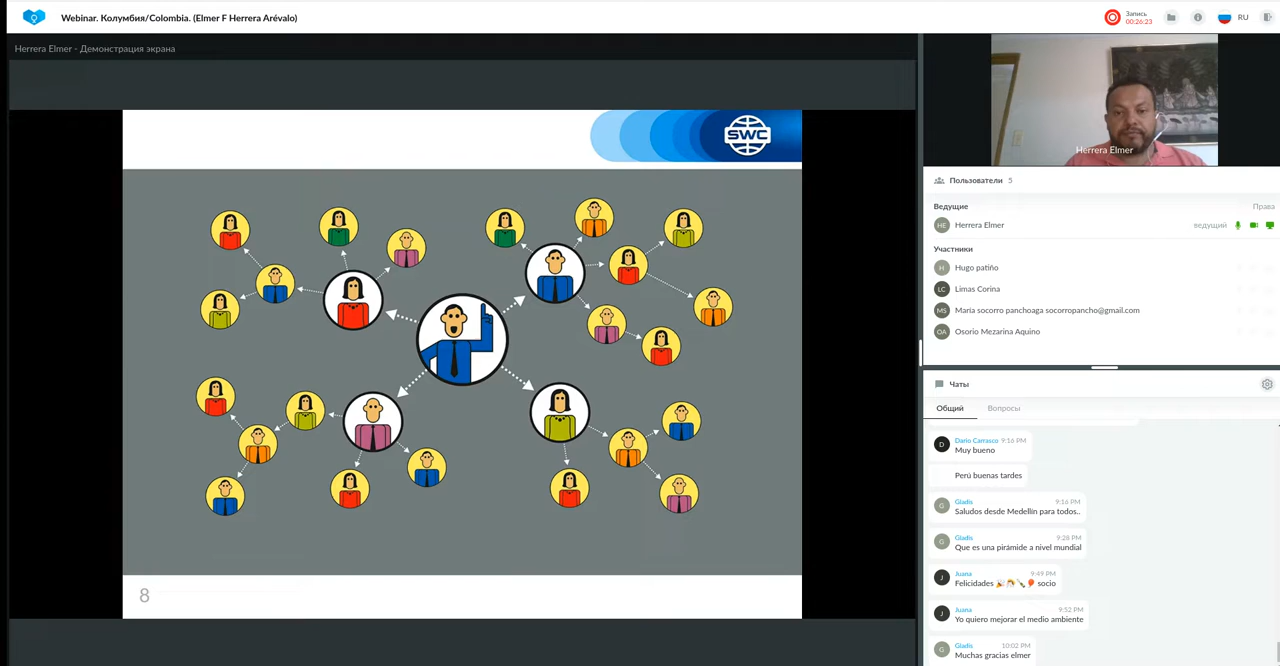 Webinar. Колумбия/Colombia. (Elmer F Herrera Arévalo)
Запись
00:26:23
RU
Herrera Elmer - Демонстрация экрана
SWC
8
Herrera Elmer
Пользователи 5
Ведущие Права
HE Herrera Elmer ведущий
Участники
H Hugo patiño
LC Limas Corina
MS María socorro panchoaga socorropancho@gmail.com
OA Osorio Mezarina Aquino
Чаты
Общий Вопросы
D Dario Carrasco 9:16 PM
Muy bueno
Perú buenas tardes
G Gladis 9:16 PM
Saludos desde Medellín para todos..
G Gladis 9:28 PM
Que es una pirámide a nivel mundial
J Juana 9:49 PM
Felicidades 🎉🎊🍾🎈 socio
J Juana 9:52 PM
Yo quiero mejorar el medio ambiente
G Gladis 10:02 PM
Muchas gracias elmer